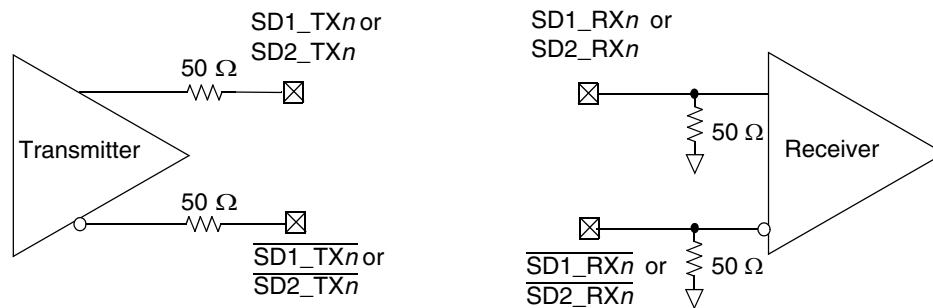 SD1_TXn or
SD2_TXn
50 Ω
Transmitter
50 Ω
SD1_TXn or
SD2_TXn
SD1_RXn or
SD2_RXn
50 Ω
Receiver
SD1_RXn or
SD2_RXn
50 Ω